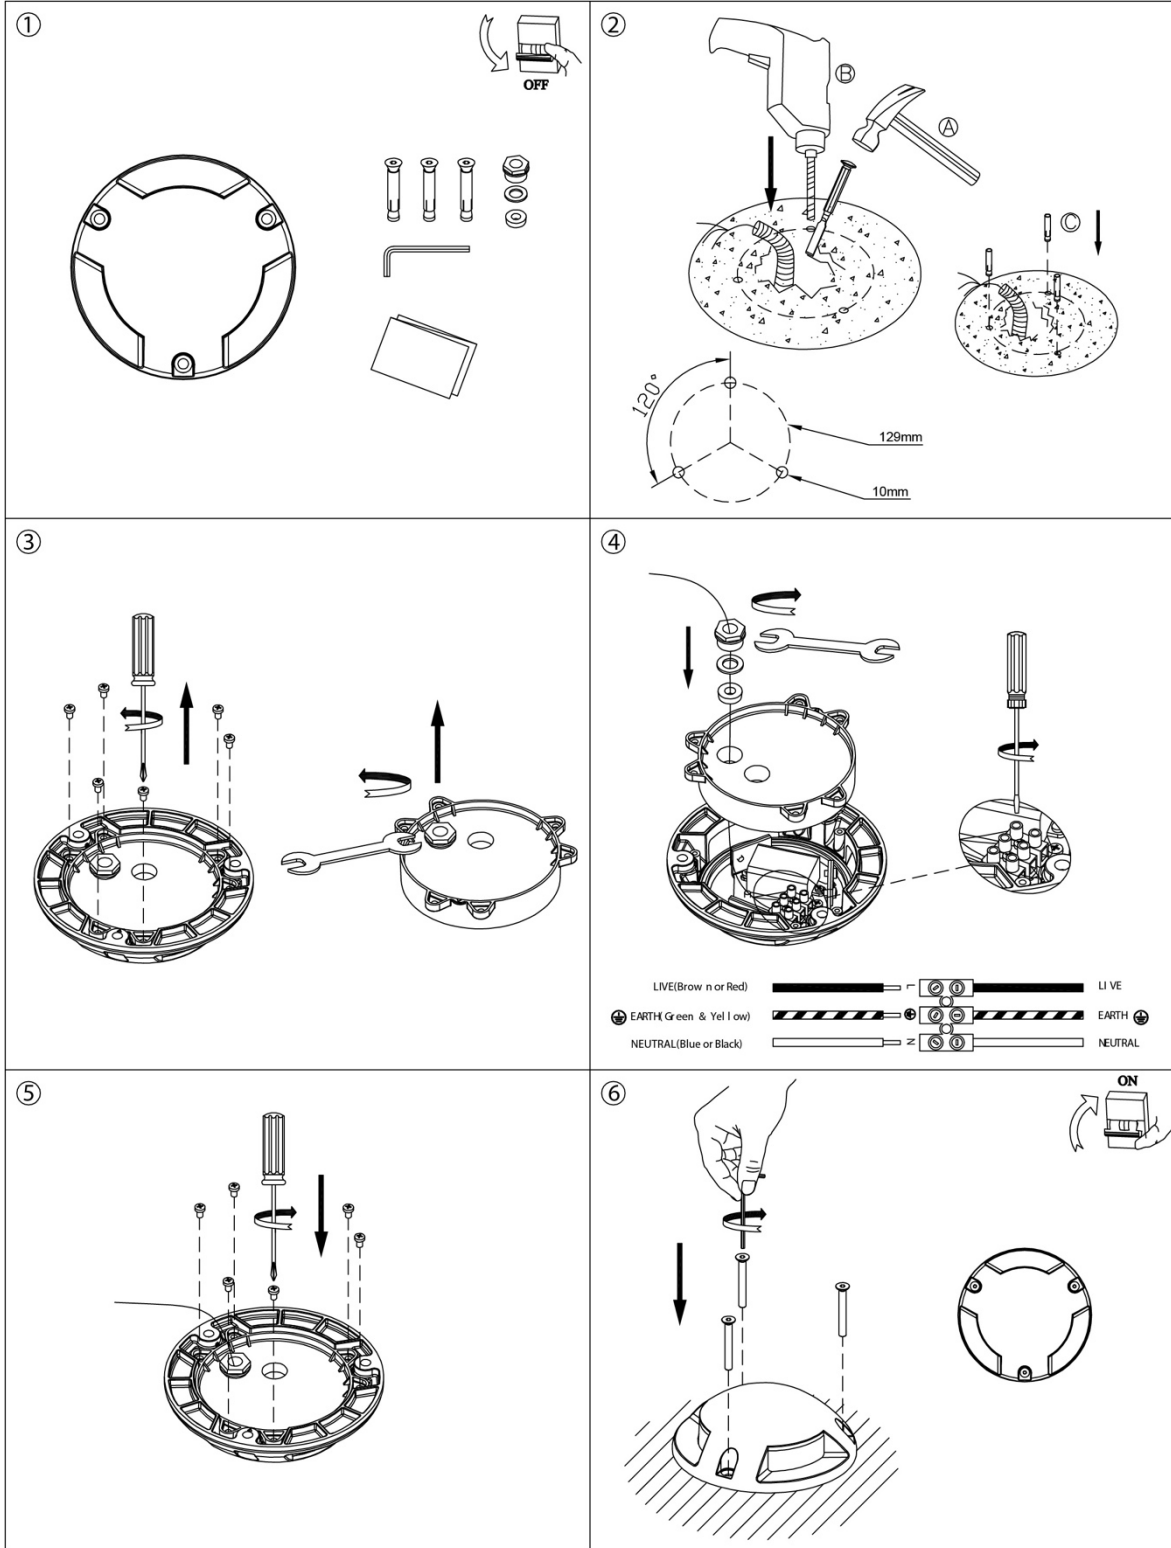 ①
OFF
②
B
A
C
120°
129mm
10mm
③
④
LIVE(Brow n or Red) L LI VE
EARTH( Green & Yel l ow) EARTH
NEUTRAL(Blue or Black) N NEUTRAL
⑤
⑥
ON